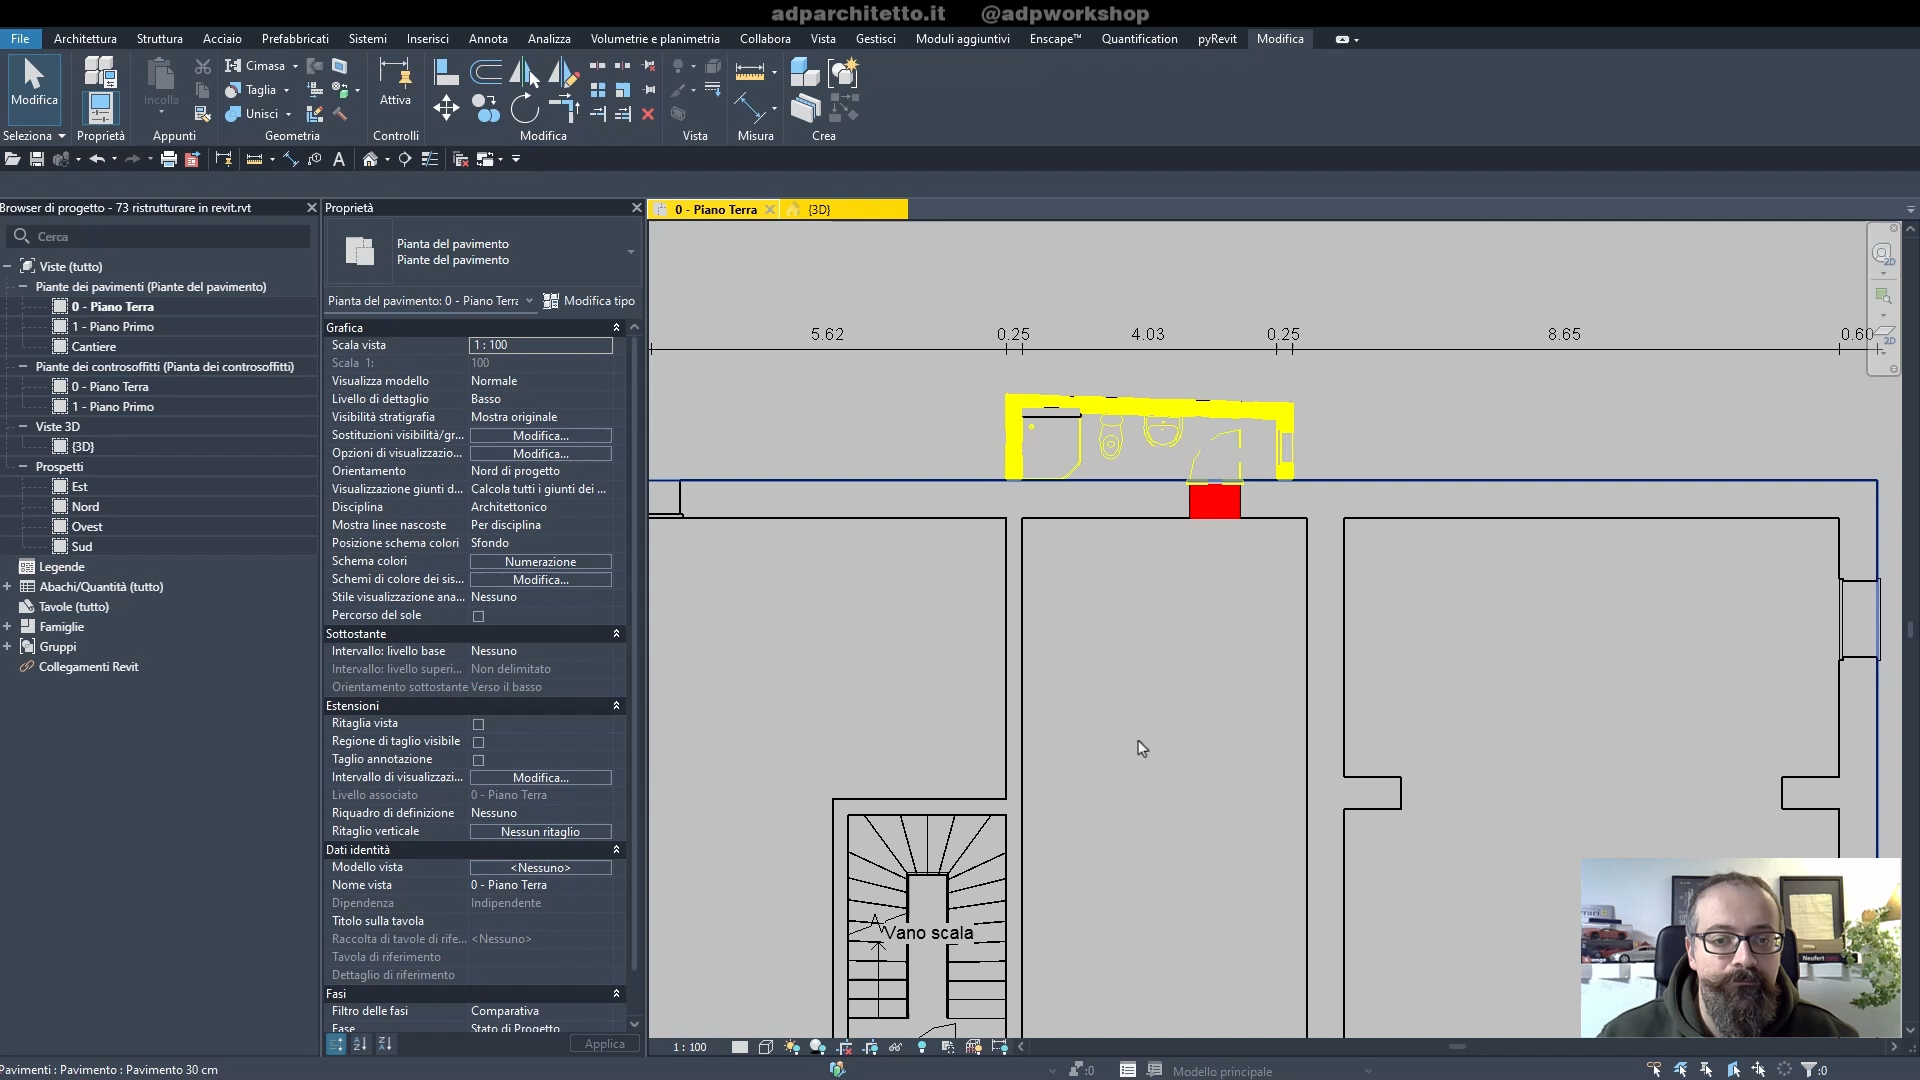 adparchitetto.it @adpworkshop
File Architettura Struttura Acciaio Prefabbricati Sistemi Inserisci Annota Analizza Volumetrie e planimetria Collabora Vista Gestisci Moduli aggiuntivi Enscape™ Quantification pyRevit Modifica
Modifica
Incolla
Cimasa
Taglia
Unisci
Attiva
Seleziona Proprietà Appunti Geometria Controlli Modifica Vista Misura Crea
Browser di progetto - 73 ristrutturare in revit.rvt
Cerca
Viste (tutto)
Piante dei pavimenti (Piante del pavimento)
0 - Piano Terra
1 - Piano Primo
Cantiere
Piante dei controsoffitti (Pianta dei controsoffitti)
0 - Piano Terra
1 - Piano Primo
Viste 3D
{3D}
Prospetti
Est
Nord
Ovest
Sud
Legende
Abachi/Quantità (tutto)
Tavole (tutto)
Famiglie
Gruppi
Collegamenti Revit
Proprietà
Pianta del pavimento
Piante del pavimento
Pianta del pavimento: 0 - Piano Terra Modifica tipo
Grafica
Scala vista 1 : 100
Scala 1: 100
Visualizza modello Normale
Livello di dettaglio Basso
Visibilità stratigrafia Mostra originale
Sostituzioni visibilità/gr... Modifica...
Opzioni di visualizzazio... Modifica...
Orientamento Nord di progetto
Visualizzazione giunti d... Calcola tutti i giunti dei ...
Disciplina Architettonico
Mostra linee nascoste Per disciplina
Posizione schema colori Sfondo
Schema colori Numerazione
Schemi di colore dei sis... Modifica...
Stile visualizzazione ana... Nessuno
Percorso del sole
Sottostante
Intervallo: livello base Nessuno
Intervallo: livello superi... Non delimitato
Orientamento sottostante Verso il basso
Estensioni
Ritaglia vista
Regione di taglio visibile
Taglio annotazione
Intervallo di visualizzazi... Modifica...
Livello associato 0 - Piano Terra
Riquadro di definizione Nessuno
Ritaglio verticale Nessun ritaglio
Dati identità
Modello vista <Nessuno>
Nome vista 0 - Piano Terra
Dipendenza Indipendente
Titolo sulla tavola
Raccolta di tavole di rife... <Nessuno>
Tavola di riferimento
Dettaglio di riferimento
Fasi
Filtro delle fasi Comparativa
Fase Stato di Progetto
Applica
0 - Piano Terra {3D}
5.62 0.25 4.03 0.25 8.65 0.60
2D
2D
Vano scala
Neufert
1 : 100
Pavimenti : Pavimento : Pavimento 30 cm
:0
Modello principale
:0